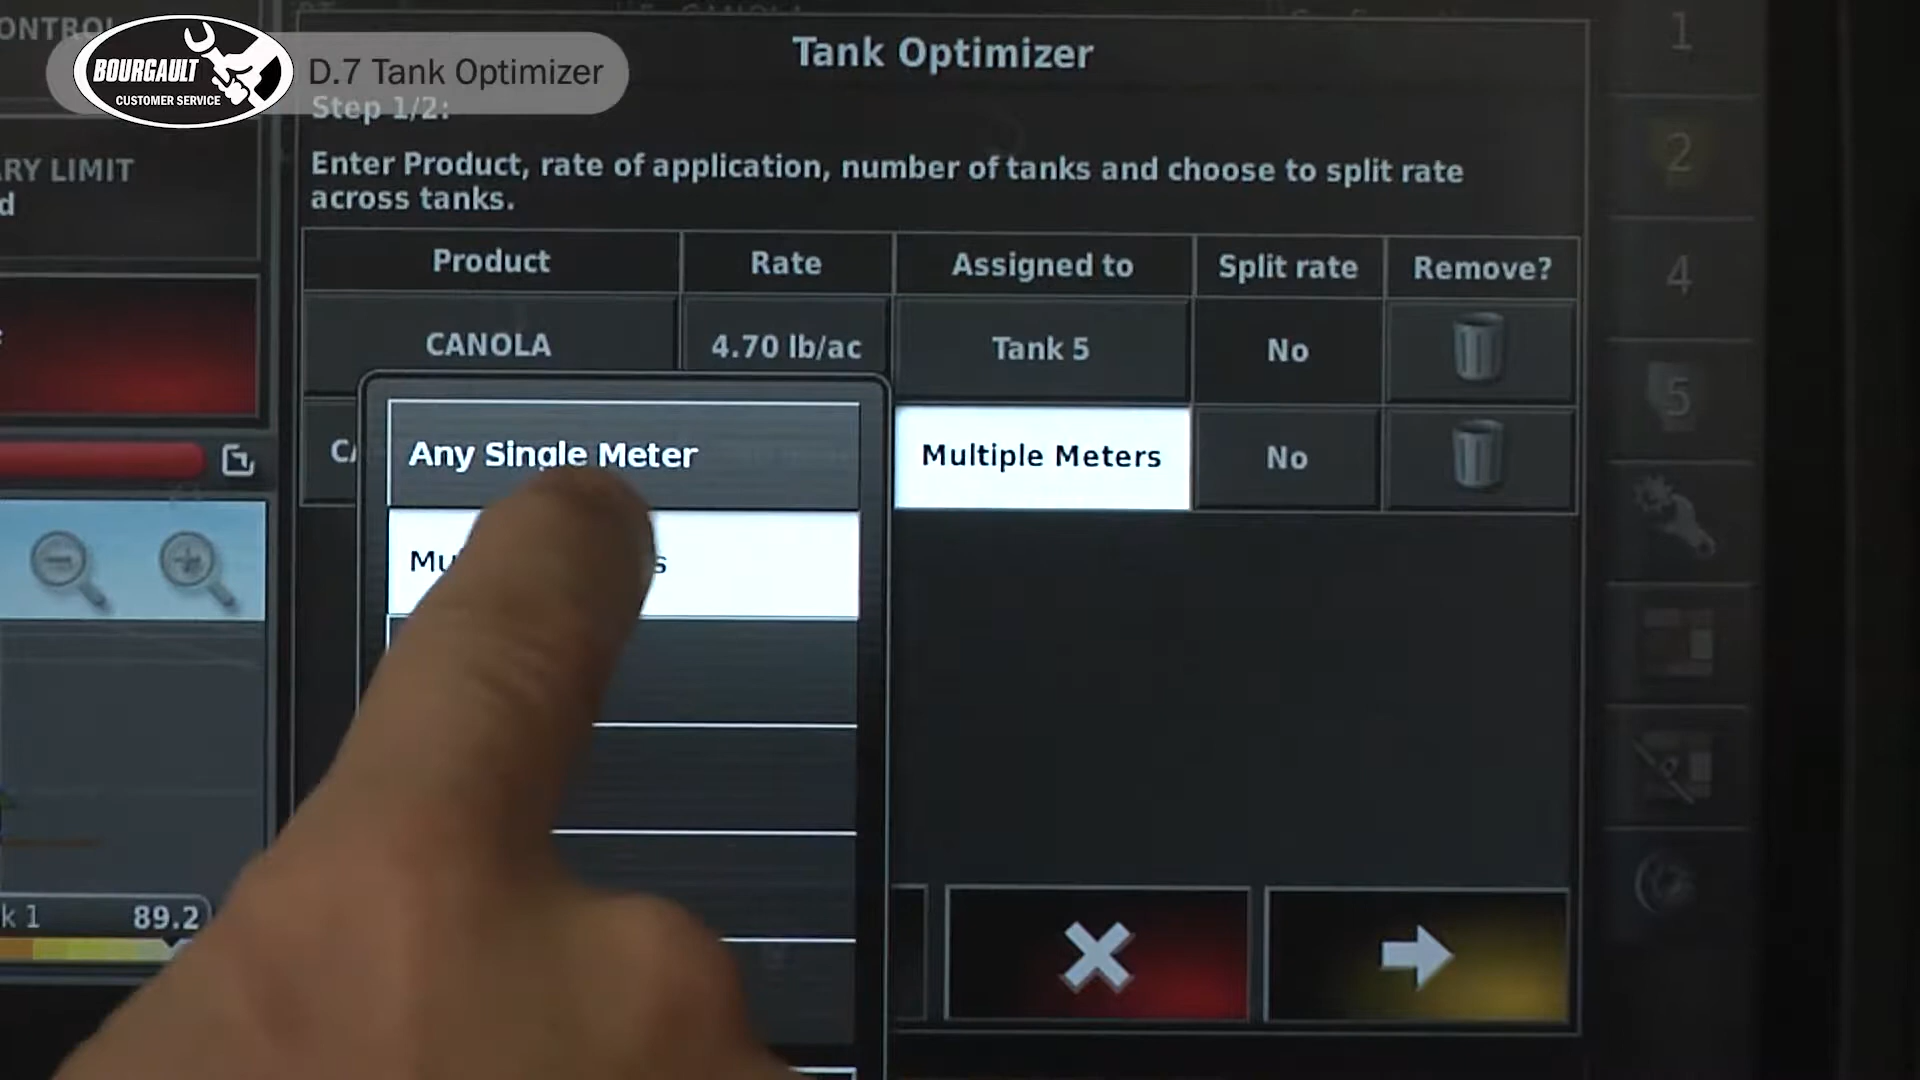 BOURGAULT
CUSTOMER SERVICE
D.7 Tank Optimizer
Tank Optimizer
Step 1/2:
Enter Product, rate of application, number of tanks and choose to split rate
across tanks.
Product Rate Assigned to Split rate Remove?
CANOLA 4.70 lb/ac Tank 5 No
Multiple Meters No
Any Single Meter
RY LIMIT
d
k 1 89.2
1
2
4
5